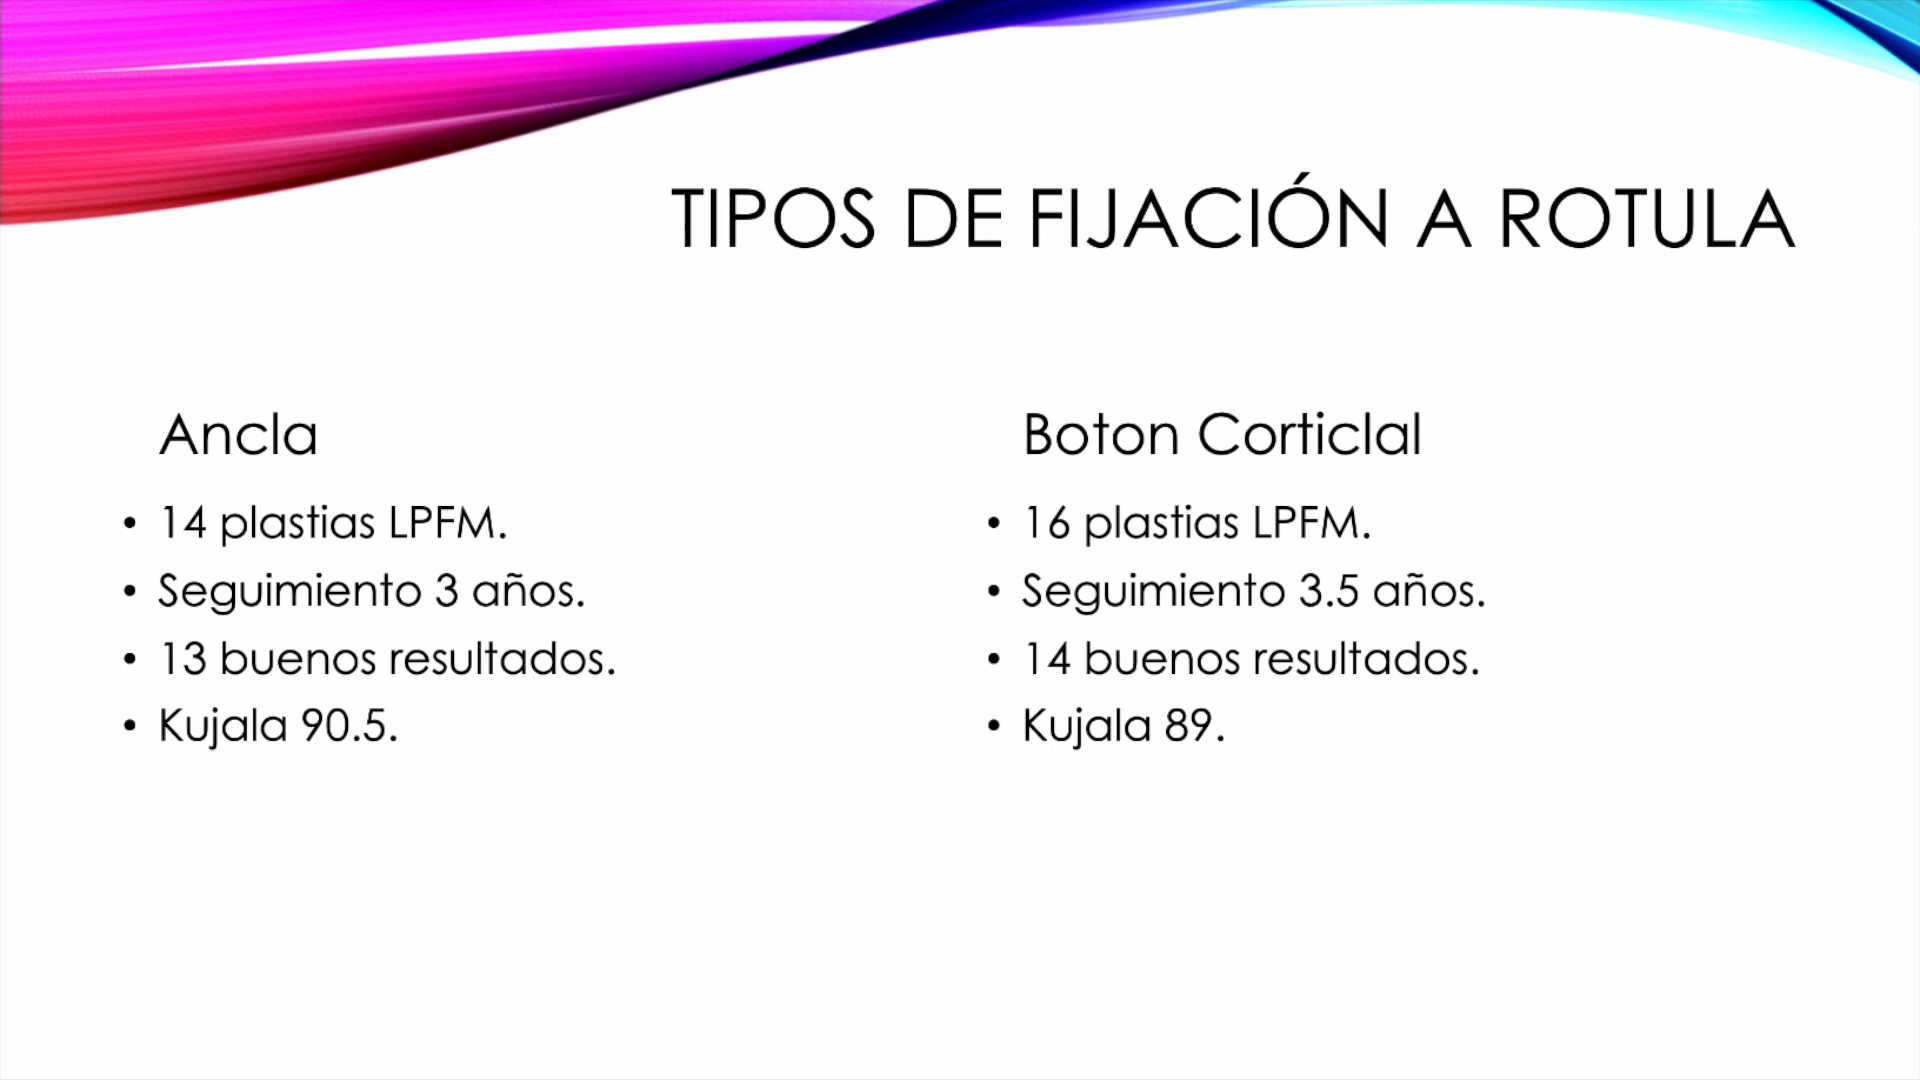 TIPOS DE FIJACIÓN A ROTULA
Ancla
• 14 plastias LPFM.
• Seguimiento 3 años.
• 13 buenos resultados.
• Kujala 90.5.
Boton Corticlal
• 16 plastias LPFM.
• Seguimiento 3.5 años.
• 14 buenos resultados.
• Kujala 89.